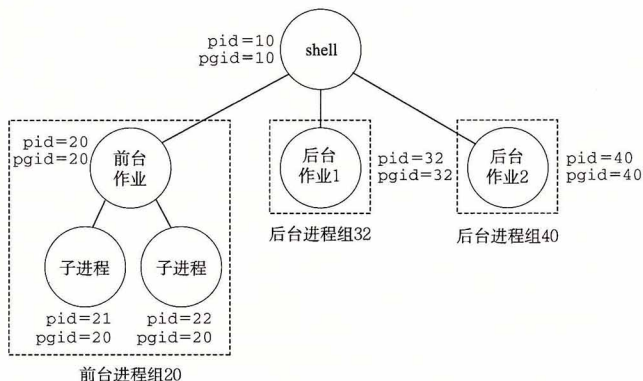 pid=10
pgid=10
shell
pid=20
pgid=20
前台
作业
后台
作业1
pid=32
pgid=32
后台
作业2
pid=40
pgid=40
后台进程组32
后台进程组40
子进程
子进程
pid=21
pgid=20
pid=22
pgid=20
前台进程组20